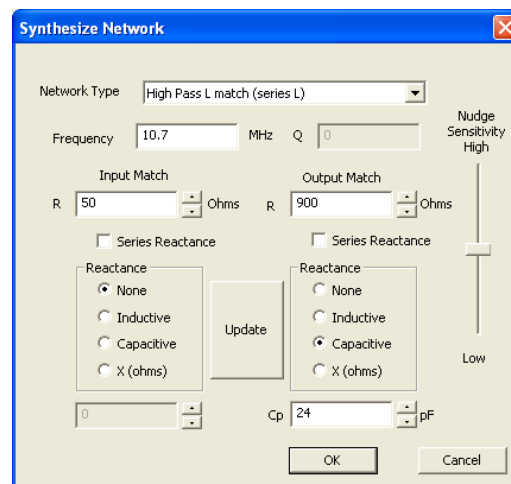 Synthesize Network
Network Type High Pass L match (series L)
Nudge
Sensitivity
High
Frequency 10.7 MHz Q 0
Input Match
Output Match
R 50 Ohms R 900 Ohms
Series Reactance
Series Reactance
Reactance
None
Inductive
Capacitive
X (ohms)
Update
Reactance
None
Inductive
Capacitive
X (ohms)
Low
0
Cp 24 pF
OK
Cancel